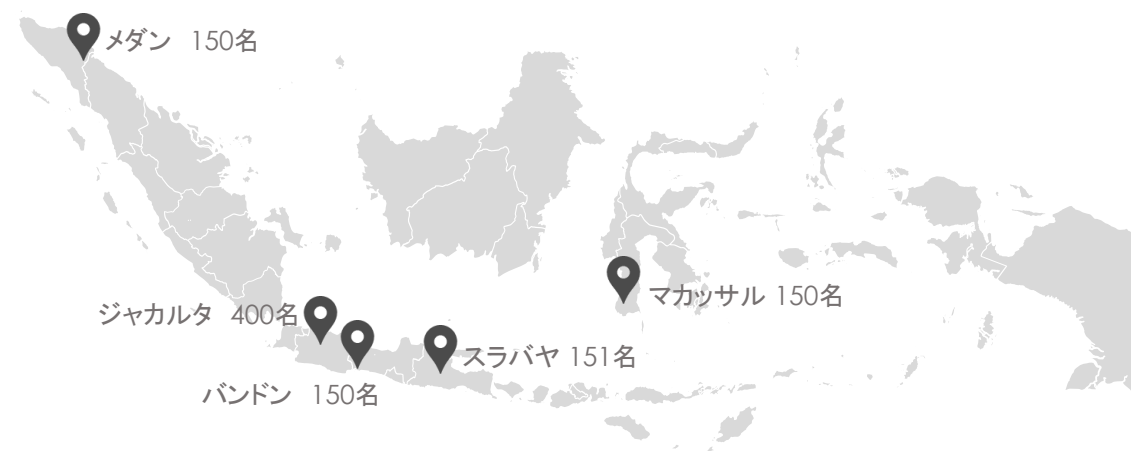 メダン 150名
マカッサル 150名
ジャカルタ 400名
スラバヤ 151名
バンドン 150名